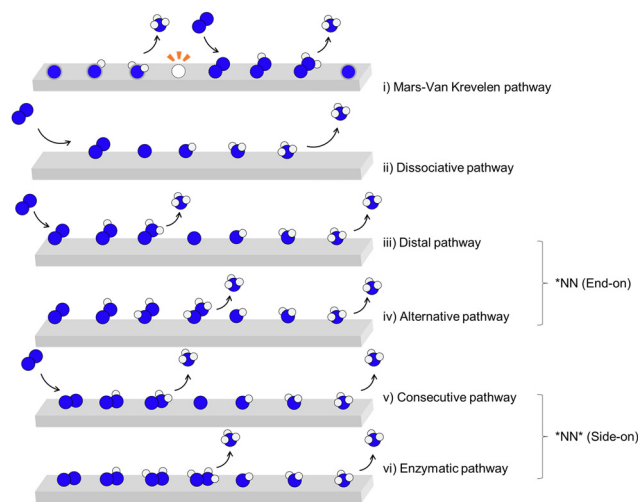 i) Mars-Van Krevelen pathway
ii) Dissociative pathway
iii) Distal pathway
*NN (End-on)
iv) Alternative pathway
v) Consecutive pathway
*NN* (Side-on)
vi) Enzymatic pathway